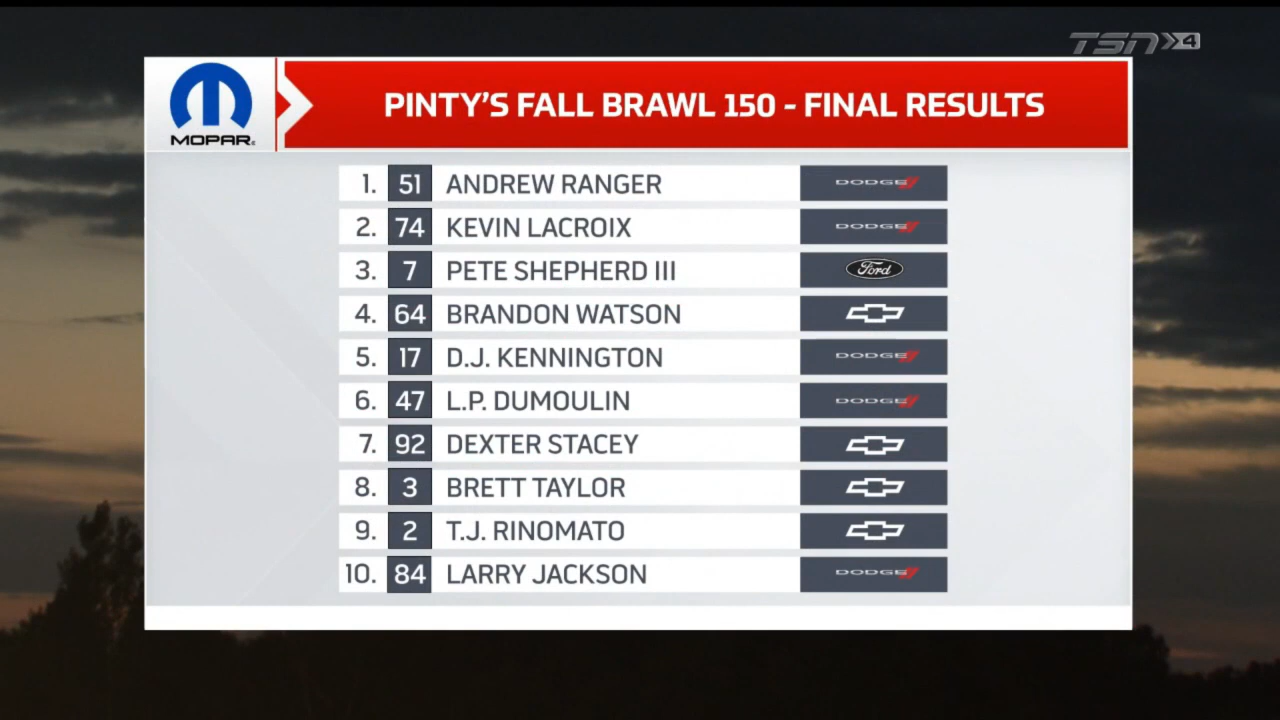 TSN 4
MOPAR
PINTY'S FALL BRAWL 150 - FINAL RESULTS
1. 51 ANDREW RANGER DODGE
2. 74 KEVIN LACROIX DODGE
3. 7 PETE SHEPHERD III Ford
4. 64 BRANDON WATSON
5. 17 D.J. KENNINGTON DODGE
6. 47 L.P. DUMOULIN DODGE
7. 92 DEXTER STACEY
8. 3 BRETT TAYLOR
9. 2 T.J. RINOMATO
10. 84 LARRY JACKSON DODGE